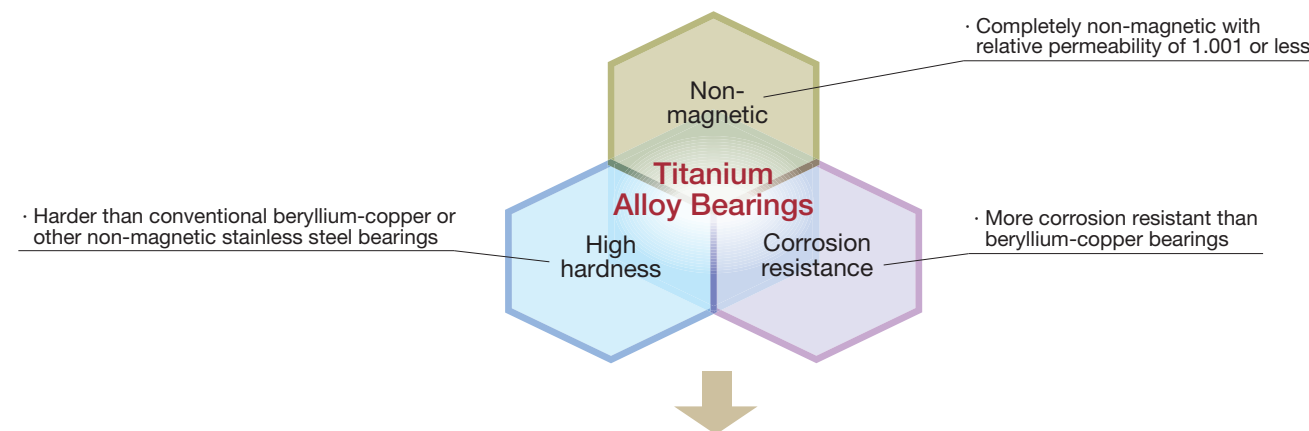 · Completely non-magnetic with
relative permeability of 1.001 or less
Non-
magnetic
Titanium
Alloy Bearings
· Harder than conventional beryllium-copper or
other non-magnetic stainless steel bearings
High
hardness
Corrosion
resistance
· More corrosion resistant than
beryllium-copper bearings